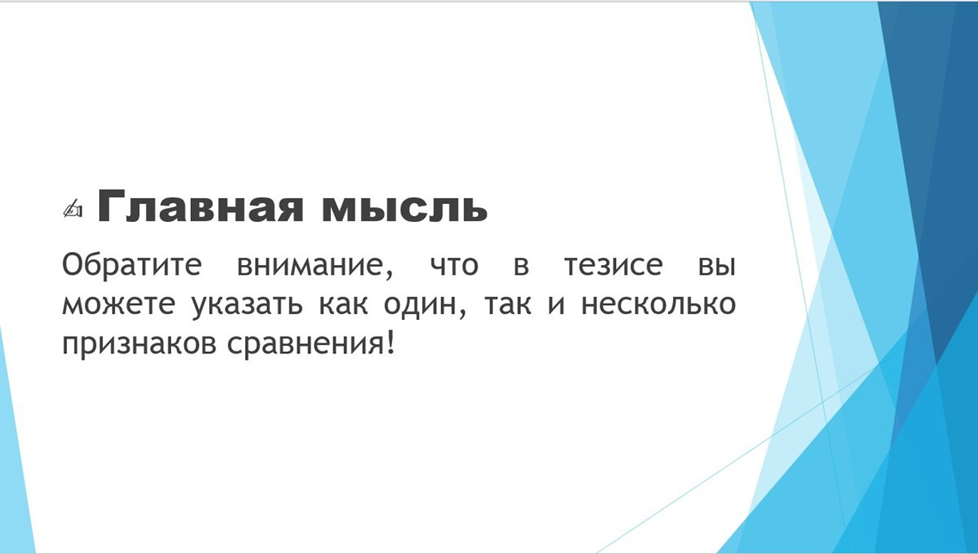 ✍ Главная мысль
Обратите внимание, что в тезисе вы
можете указать как один, так и несколько
признаков сравнения!